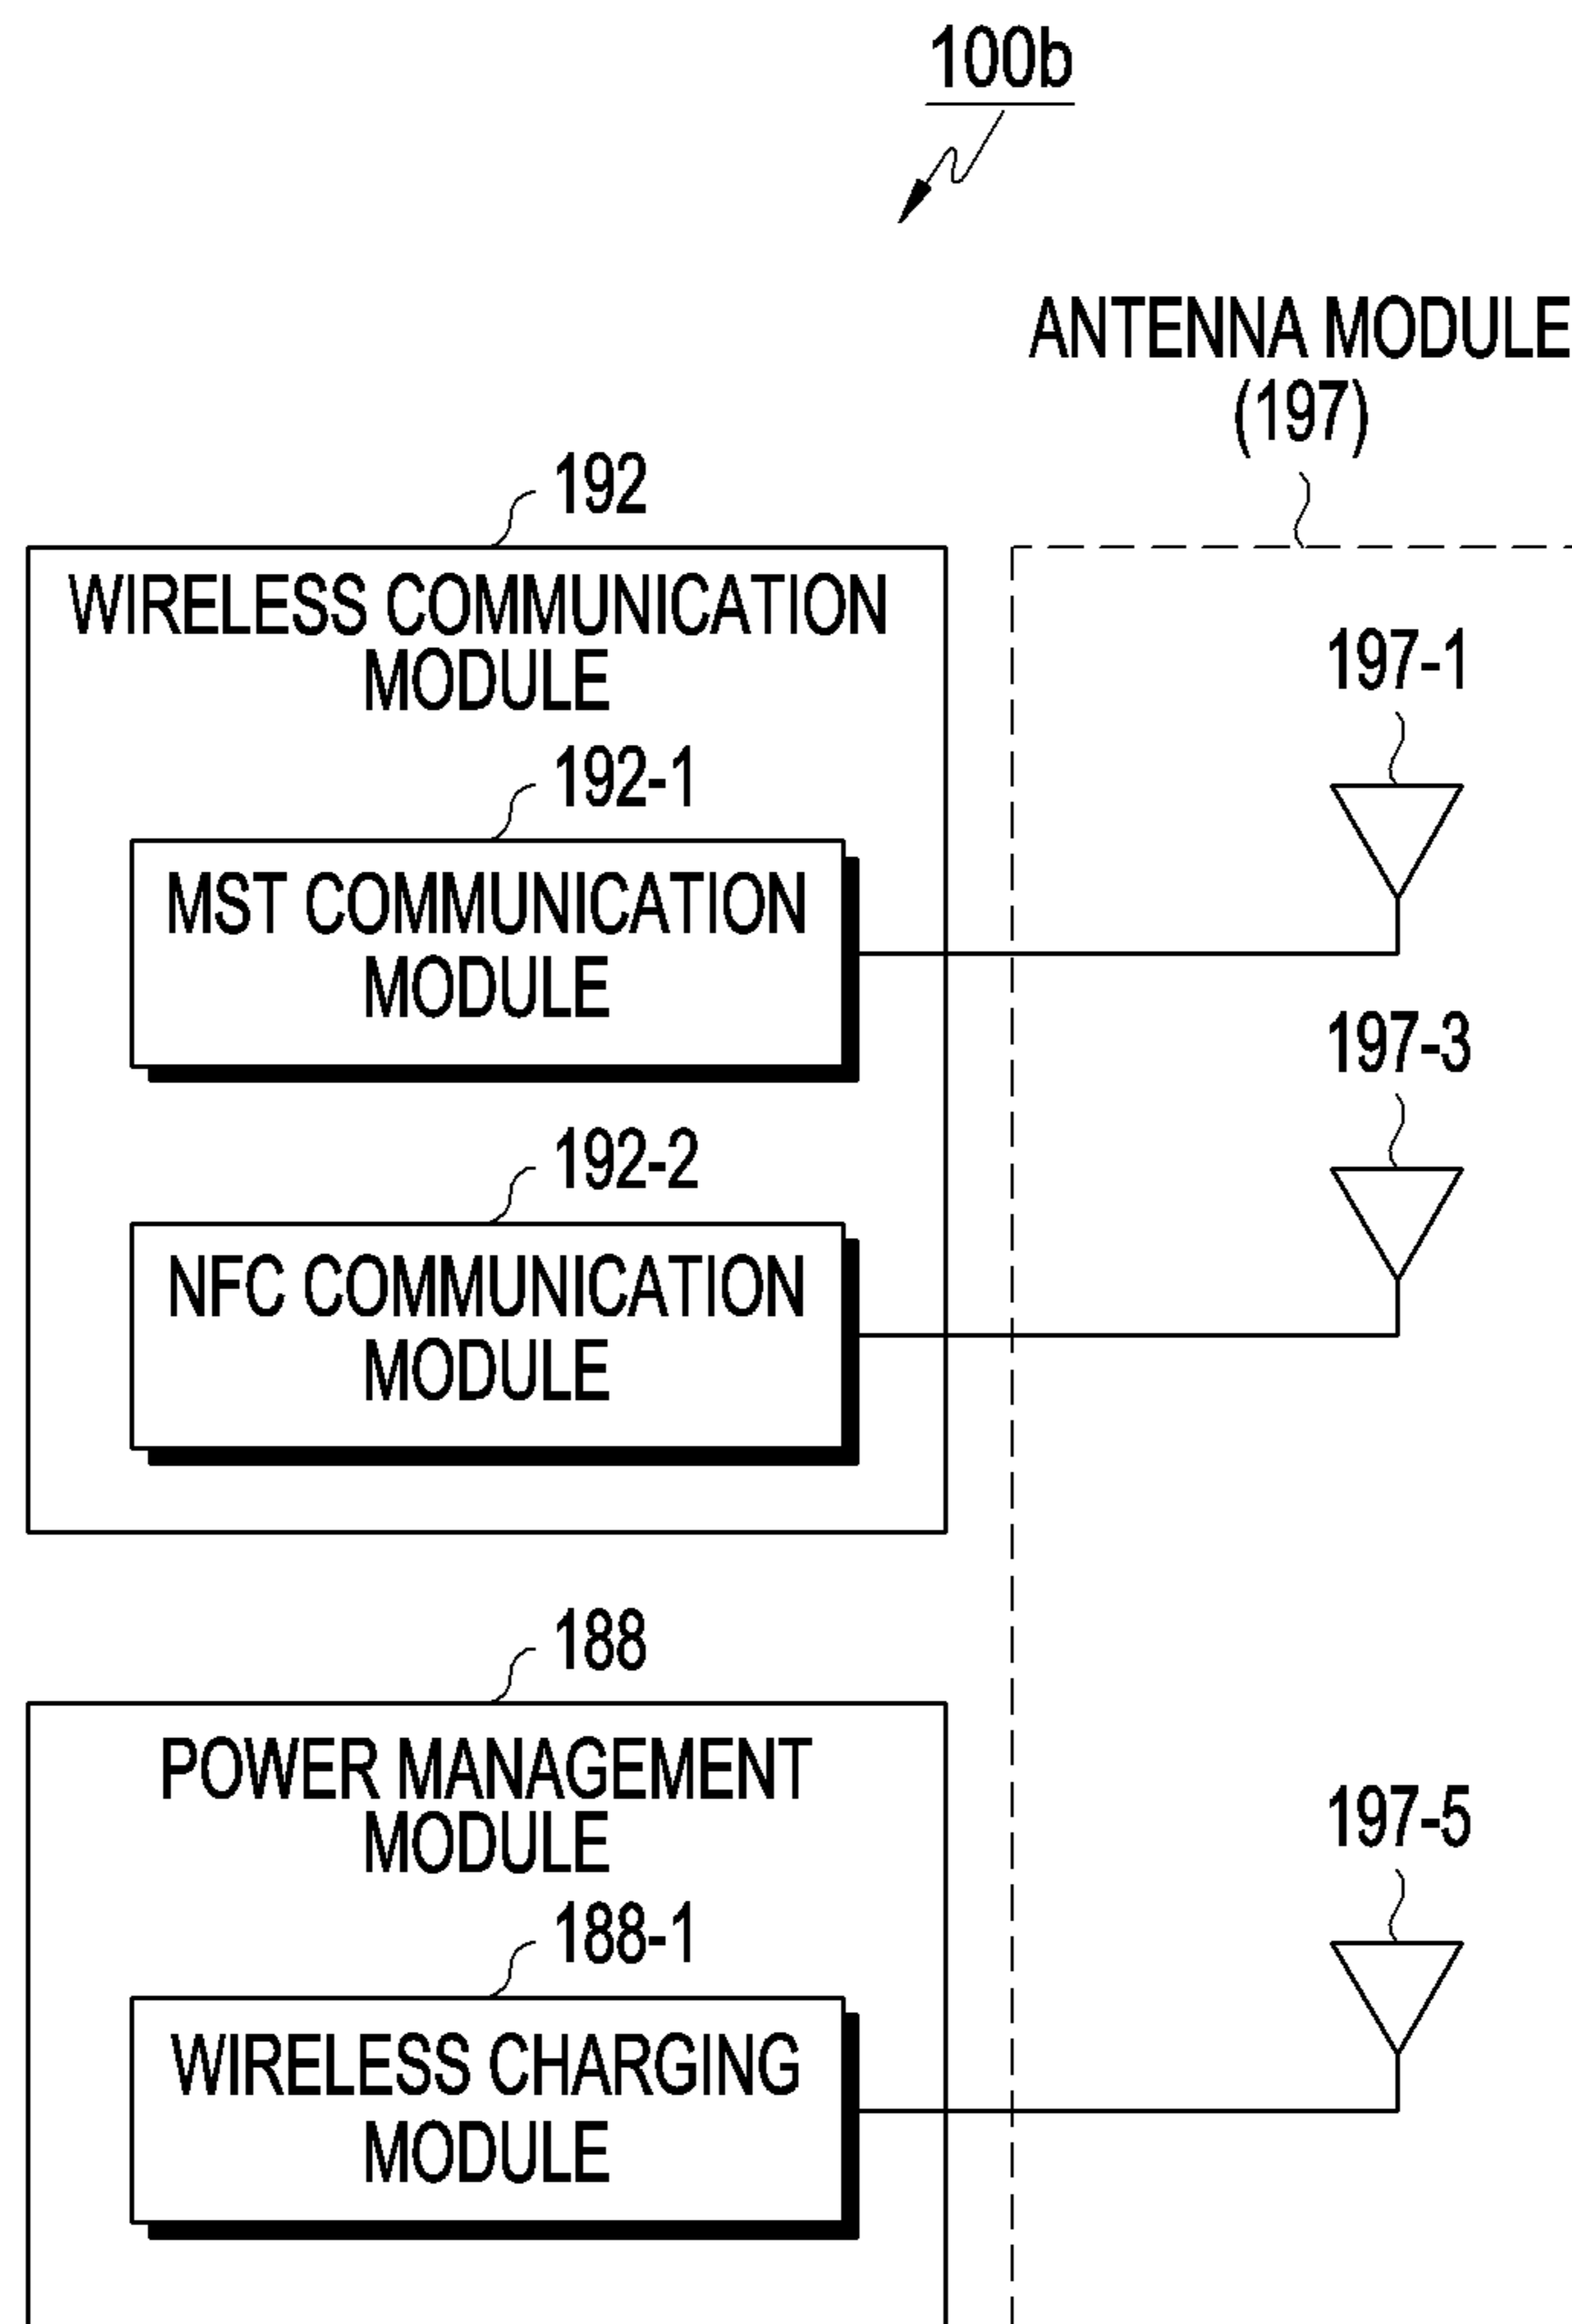 100b
ANTENNA MODULE
(197)
192
WIRELESS COMMUNICATION
MODULE
197-1
192-1
MST COMMUNICATION
MODULE
197-3
192-2
NFC COMMUNICATION
MODULE
188
POWER MANAGEMENT
MODULE
197-5
188-1
WIRELESS CHARGING
MODULE